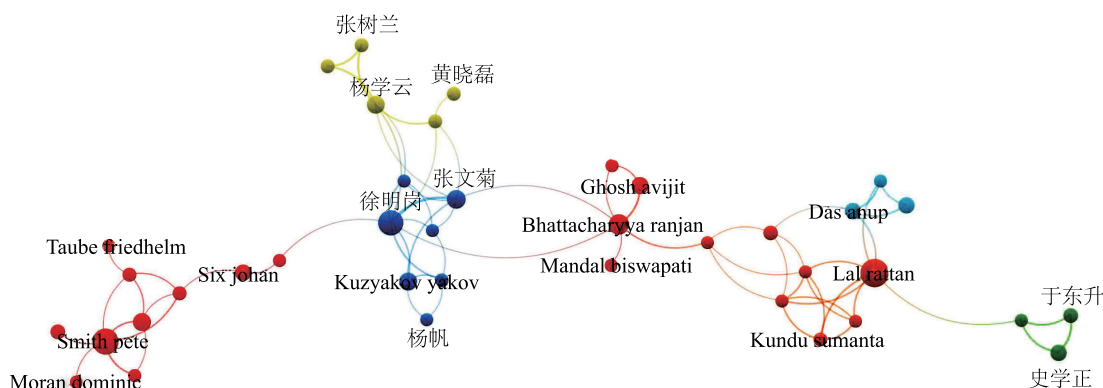 张树兰
黄晓磊
杨学云
张文菊
徐明岗
Ghosh avijit
Das anup
Bhattacharyya ranjan
Taube friedhelm
Six johan
Mandal biswapati
Lal rattan
Kuzyakov yakov
于东升
杨帆
Smith pete
Kundu sumanta
史学正
Moran dominic